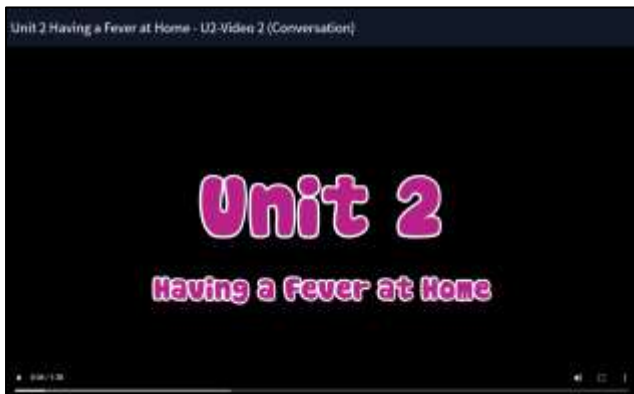 Unit 2 Having a Fever at Home - U2-Video 2 (Conversation)
Unit 2
Having a Fever at Home